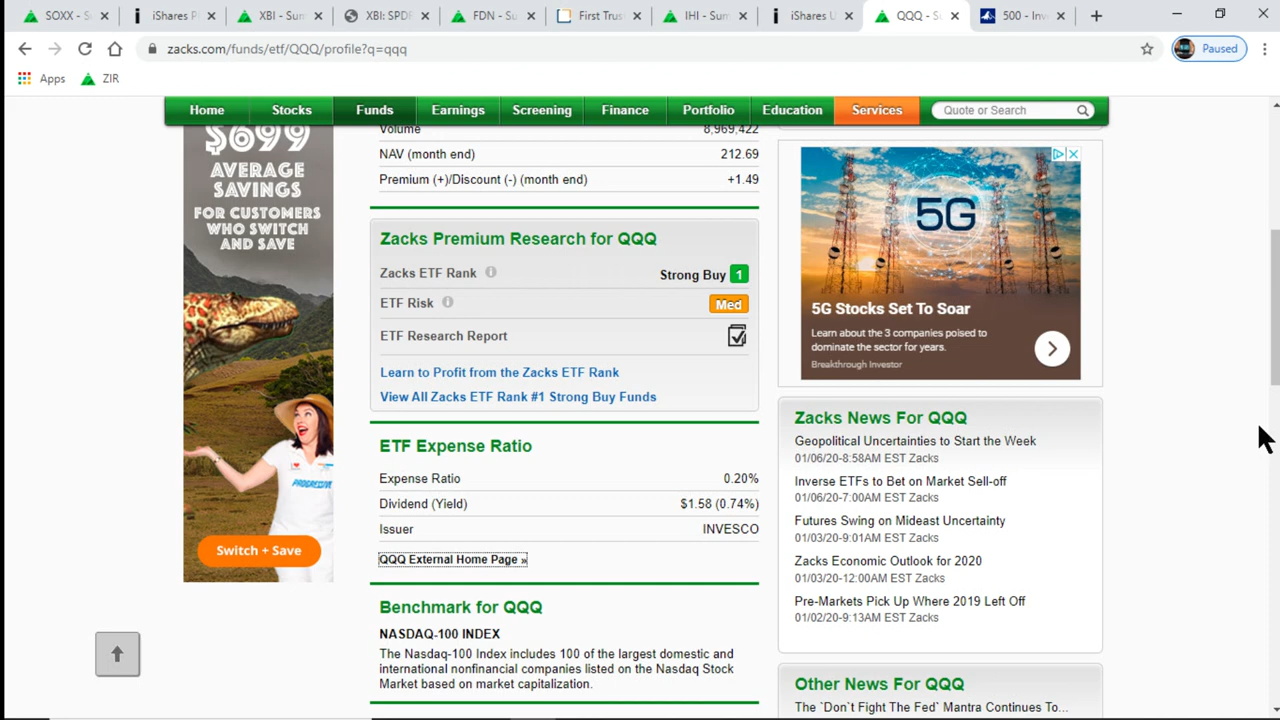 SOXX - S
iShares P
XBI - Sum
XBI: SPD
FDN - Su
First Trus
IHI - Sum
iShares U
QQQ - S
500 - Inv
zacks.com/funds/etf/QQQ/profile?q=qqq
Paused
Apps
ZIR
Home
Stocks
Funds
Earnings
Screening
Finance
Portfolio
Education
Services
Quote or Search
$699
AVERAGE
SAVINGS
FOR CUSTOMERS
WHO SWITCH
AND SAVE
PROGRESSIVE
Switch + Save
Volume 8,969,422
NAV (month end) 212.69
Premium (+)/Discount (-) (month end) +1.49
Zacks Premium Research for QQQ
Zacks ETF Rank Strong Buy 1
ETF Risk Med
ETF Research Report
Learn to Profit from the Zacks ETF Rank
View All Zacks ETF Rank #1 Strong Buy Funds
ETF Expense Ratio
Expense Ratio 0.20%
Dividend (Yield) $1.58 (0.74%)
Issuer INVESCO
QQQ External Home Page »
Benchmark for QQQ
NASDAQ-100 INDEX
The Nasdaq-100 Index includes 100 of the largest domestic and
international nonfinancial companies listed on the Nasdaq Stock
Market based on market capitalization.
5G
5G Stocks Set To Soar
Learn about the 3 companies poised to
dominate the sector for years.
Breakthrough Investor
Zacks News For QQQ
Geopolitical Uncertainties to Start the Week
01/06/20-8:58AM EST Zacks
Inverse ETFs to Bet on Market Sell-off
01/06/20-7:00AM EST Zacks
Futures Swing on Mideast Uncertainty
01/03/20-9:01AM EST Zacks
Zacks Economic Outlook for 2020
01/03/20-12:00AM EST Zacks
Pre-Markets Pick Up Where 2019 Left Off
01/02/20-9:13AM EST Zacks
Other News For QQQ
The `Don`t Fight The Fed` Mantra Continues To...